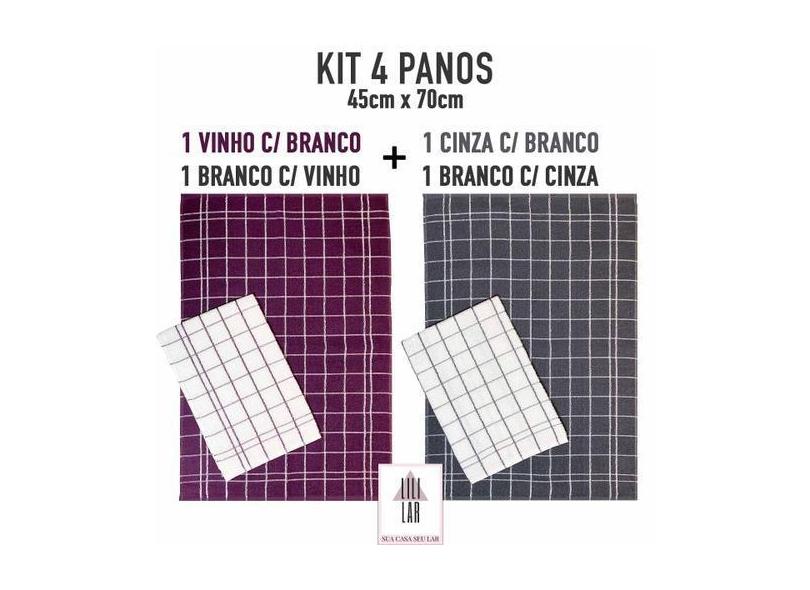 KIT 4 PANOS
45cm x 70cm
1 VINHO C/ BRANCO
1 BRANCO C/ VINHO
+
1 CINZA C/ BRANCO
1 BRANCO C/ CINZA
LILI
LAR
SUA CASA SEU LAR